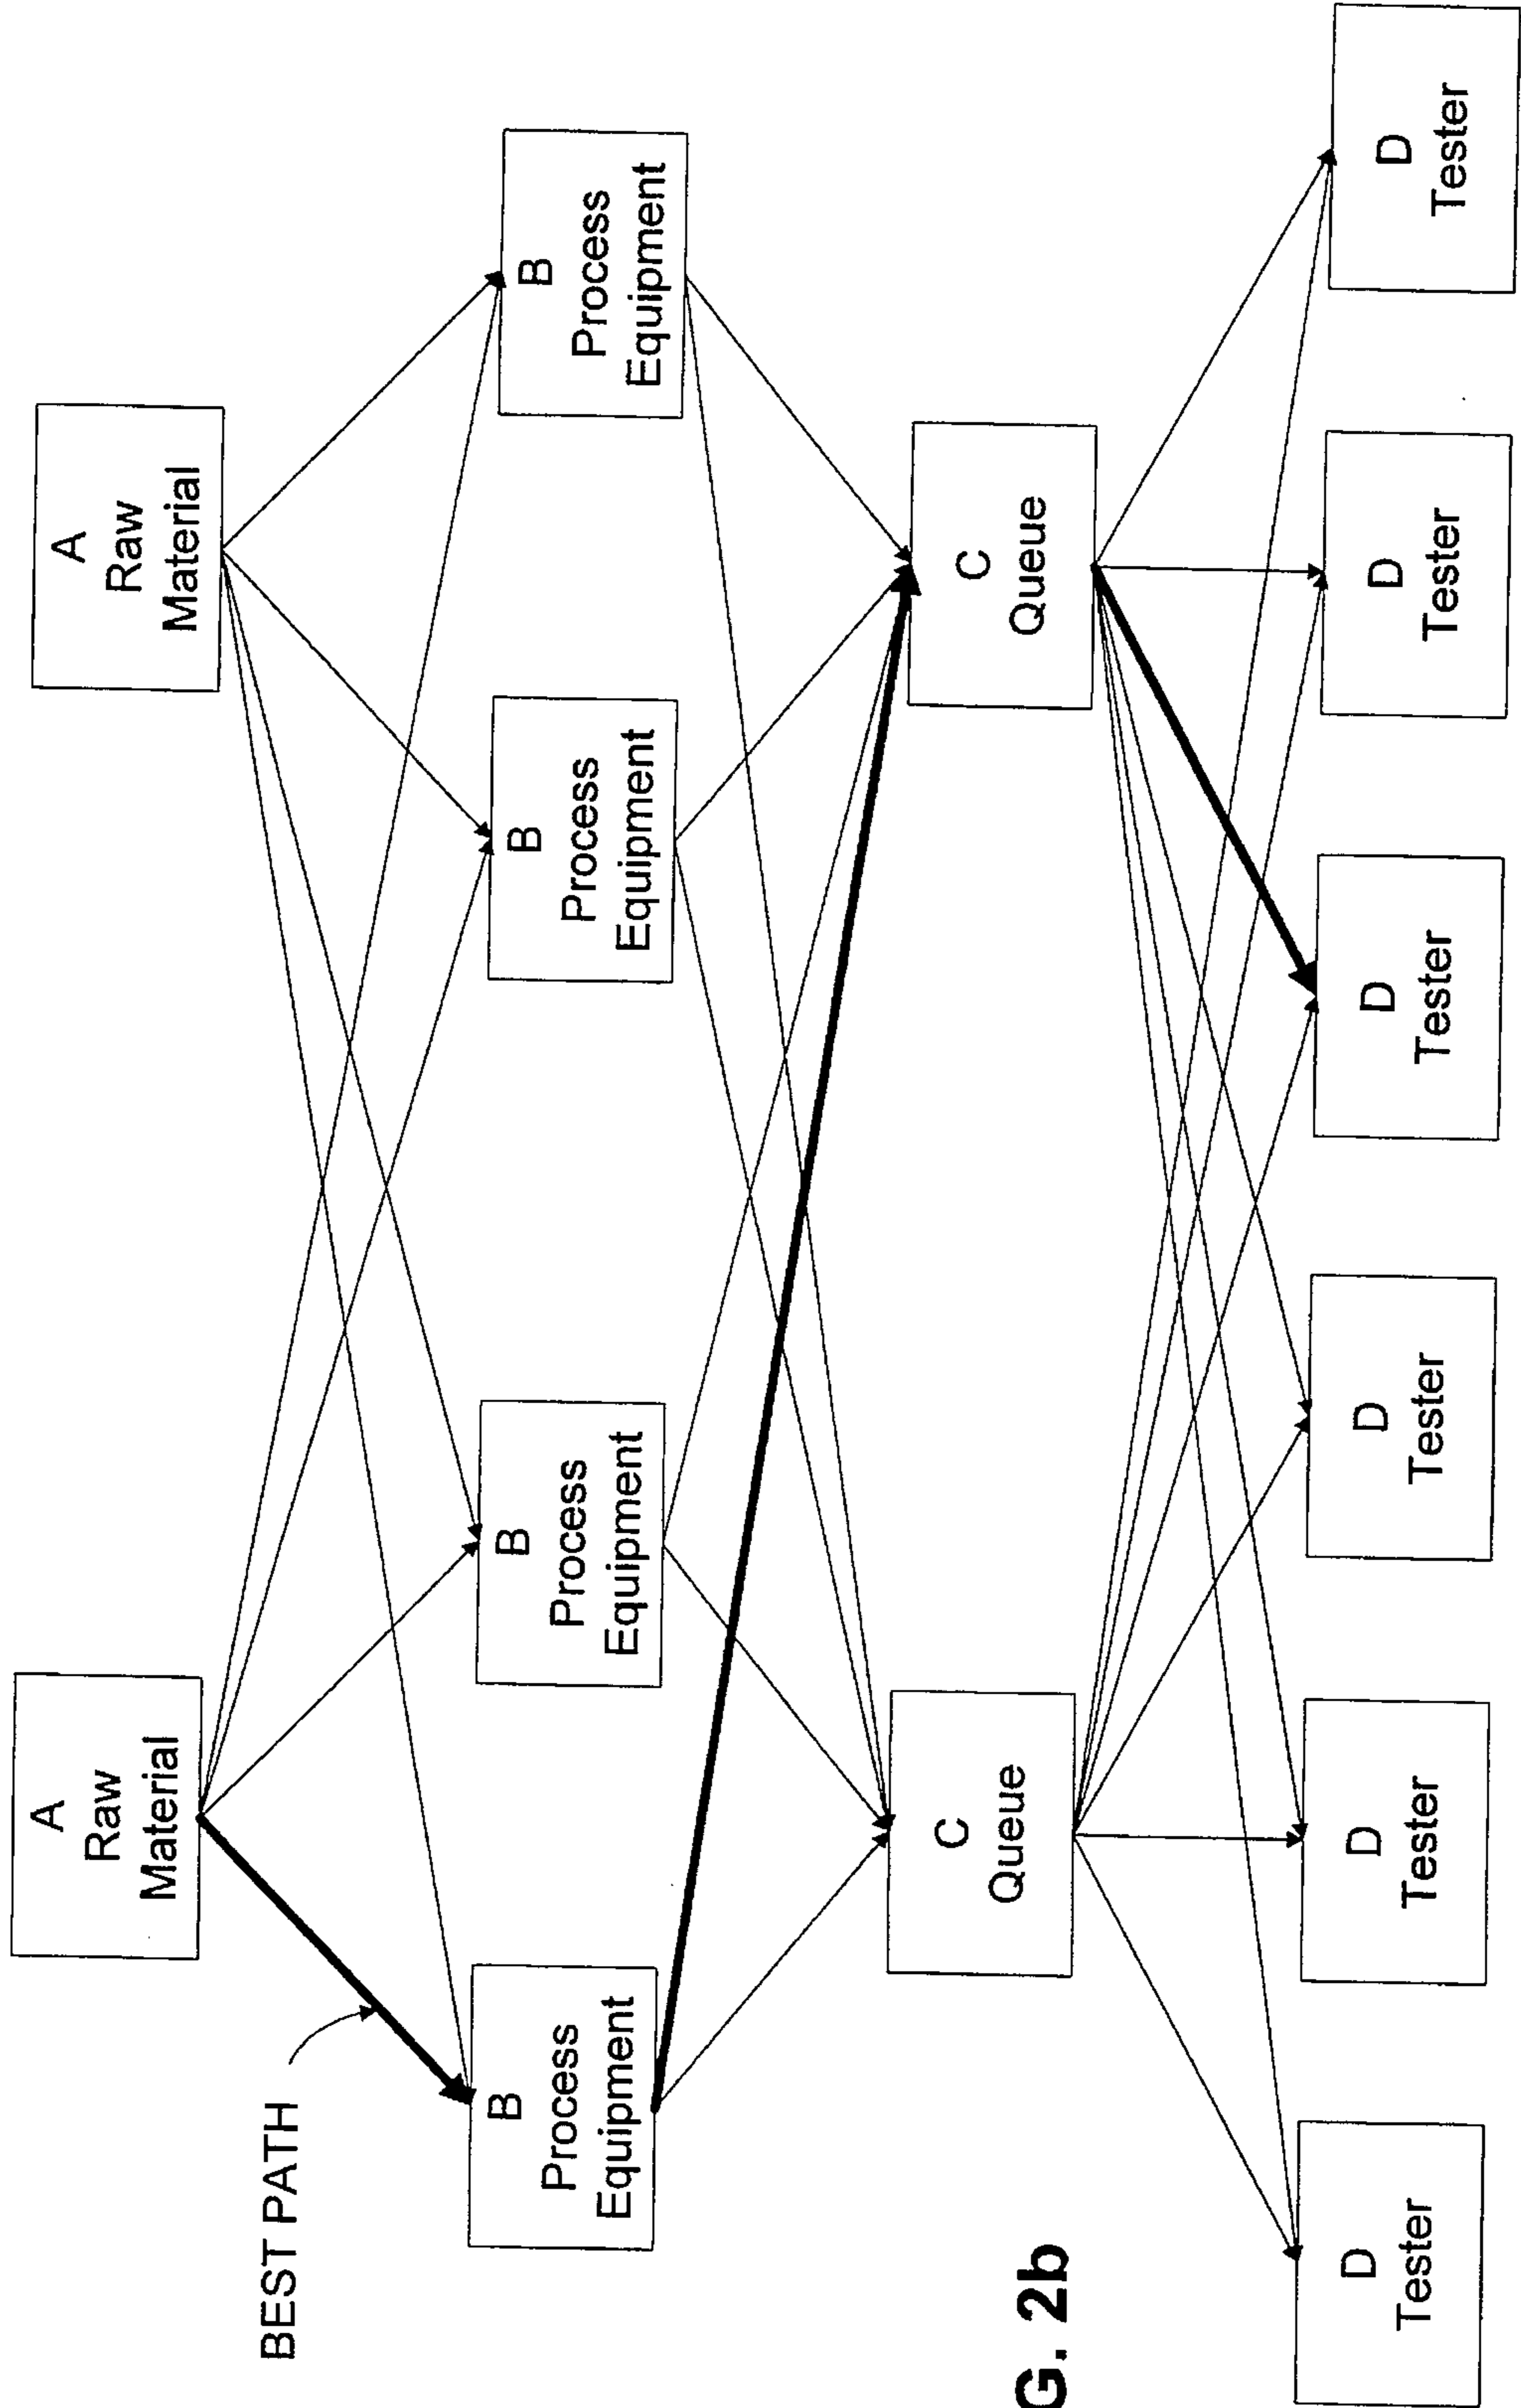 A
Raw
Material
A
Raw
Material
BEST PATH
B
Process
Equipment
B
Process
Equipment
B
Process
Equipment
B
Process
Equipment
C
Queue
C
Queue
G. 2b
D
Tester
D
Tester
D
Tester
D
Tester
D
Tester
D
Tester